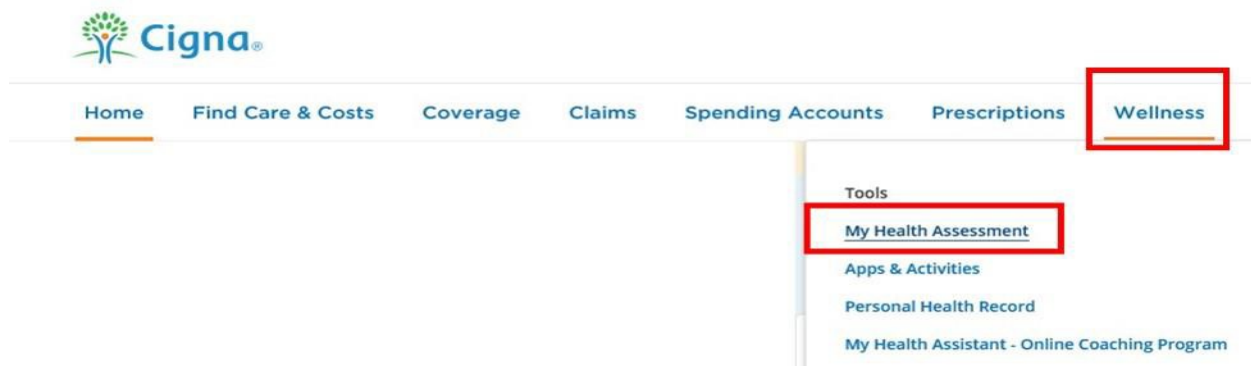 Cigna®
Home Find Care & Costs Coverage Claims Spending Accounts Prescriptions Wellness
Tools
My Health Assessment
Apps & Activities
Personal Health Record
My Health Assistant - Online Coaching Program